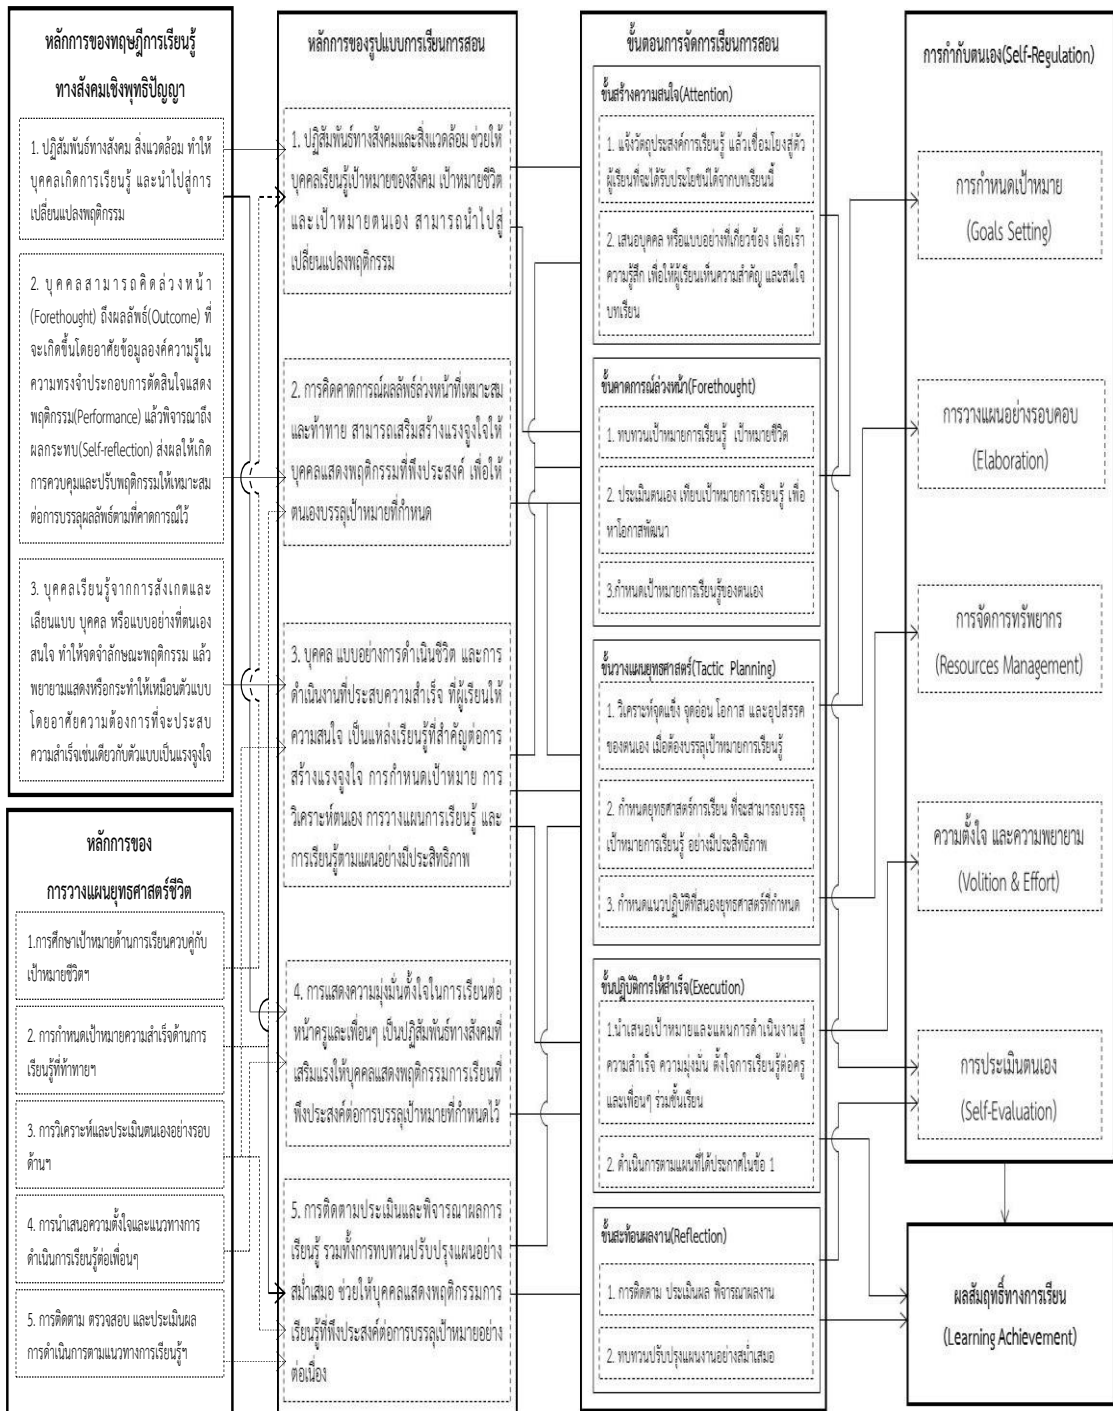 หลักการของทฤษฎีการเรียนรู้
ทางสังคมเชิงพุทธิปัญญา
1. ปฏิสัมพันธ์ทางสังคม สิ่งแวดล้อม ทำให้
บุคคลเกิดการเรียนรู้ และนำไปสู่การ
เปลี่ยนแปลงพฤติกรรม
2. บุคคลสามารถคิดล่วงหน้า
(Forethought) ถึงผลลัพธ์(Outcome) ที่
จะเกิดขึ้นโดยอาศัยข้อมูลองค์ความรู้ใน
ความทรงจำประกอบการตัดสินใจแสดง
พฤติกรรม(Performance) แล้วพิจารณาถึง
ผลกระทบ(Self-reflection) ส่งผลให้เกิด
การควบคุมและปรับพฤติกรรมให้เหมาะสม
ต่อการบรรลุผลลัพธ์ตามที่คาดการณ์ไว้
3. บุคคลเรียนรู้จากการสังเกตและ
เลียนแบบ บุคคล หรือแบบอย่างที่ตนเอง
สนใจ ทำให้จดจำลักษณะพฤติกรรม แล้ว
พยายามแสดงหรือกระทำให้เหมือนตัวแบบ
โดยอาศัยความต้องการที่จะประสบ
ความสำเร็จเช่นเดียวกับตัวแบบเป็นแรงจูงใจ
หลักการของ
การวางแผนยุทธศาสตร์ชีวิต
1.การศึกษาเป้าหมายด้านการเรียนควบคู่กับ
เป้าหมายชีวิตฯ
2. การกำหนดเป้าหมายความสำเร็จด้านการ
เรียนรู้ที่ท้าทายฯ
3. การวิเคราะห์และประเมินตนเองอย่างรอบ
ด้านฯ
4. การนำเสนอความตั้งใจและแนวทางการ
ดำเนินการเรียนรู้ต่อเพื่อนๆ
5. การติดตาม ตรวจสอบ และประเมินผล
การดำเนินการตามแนวทางการเรียนรู้ฯ
หลักการของรูปแบบการเรียนการสอน
1. ปฏิสัมพันธ์ทางสังคมและสิ่งแวดล้อม ช่วยให้
บุคคลเรียนรู้เป้าหมายของสังคม เป้าหมายชีวิต
และเป้าหมายตนเอง สามารถนำไปสู่
เปลี่ยนแปลงพฤติกรรม
2. การคิดคาดการณ์ผลลัพธ์ล่วงหน้าที่เหมาะสม
และท้าทาย สามารถเสริมสร้างแรงจูงใจให้
บุคคลแสดงพฤติกรรมที่พึงประสงค์ เพื่อให้
ตนเองบรรลุเป้าหมายที่กำหนด
3. บุคคล แบบอย่างการดำเนินชีวิต และการ
ดำเนินงานที่ประสบความสำเร็จ ที่ผู้เรียนให้
ความสนใจ เป็นแหล่งเรียนรู้ที่สำคัญต่อการ
สร้างแรงจูงใจ การกำหนดเป้าหมาย การ
วิเคราะห์ตนเอง การวางแผนการเรียนรู้ และ
การเรียนรู้ตามแผนอย่างมีประสิทธิภาพ
4. การแสดงความมุ่งมั่นตั้งใจในการเรียนต่อ
หน้าครูและเพื่อนๆ เป็นปฏิสัมพันธ์ทางสังคมที่
เสริมแรงให้บุคคลแสดงพฤติกรรมการเรียนที่
พึงประสงค์ต่อการบรรลุเป้าหมายที่กำหนดไว้
5. การติดตามประเมินและพิจารณาผลการ
เรียนรู้ รวมทั้งการทบทวนปรับปรุงแผนอย่าง
สม่ำเสมอ ช่วยให้บุคคลแสดงพฤติกรรมการ
เรียนรู้ที่พึงประสงค์ต่อการบรรลุเป้าหมายอย่าง
ต่อเนื่อง
ขั้นตอนการจัดการเรียนการสอน
ขั้นสร้างความสนใจ(Attention)
1. แจ้งวัตถุประสงค์การเรียนรู้ แล้วเชื่อมโยงสู่ตัว
ผู้เรียนที่จะได้รับประโยชน์ได้จากบทเรียนนี้
2. เสนอบุคคล หรือแบบอย่างที่เกี่ยวข้อง เพื่อเร้า
ความรู้สึก เพื่อให้ผู้เรียนเห็นความสำคัญ และสนใจ
บทเรียน
ขั้นคาดการณ์ล่วงหน้า(Forethought)
1. ทบทวนเป้าหมายการเรียนรู้ เป้าหมายชีวิต
2. ประเมินตนเอง เทียบเป้าหมายการเรียนรู้ เพื่อ
หาโอกาสพัฒนา
3.กำหนดเป้าหมายการเรียนรู้ของตนเอง
ขั้นวางแผนยุทธศาสตร์(Tactic Planning)
1. วิเคราะห์จุดแข็ง จุดอ่อน โอกาส และอุปสรรค
ของตนเอง เมื่อต้องบรรลุเป้าหมายการเรียนรู้
2. กำหนดยุทธศาสตร์การเรียน ที่จะสามารถบรรลุ
เป้าหมายการเรียนรู้ อย่างมีประสิทธิภาพ
3. กำหนดแนวปฏิบัติที่สนองยุทธศาสตร์ที่กำหนด
ขั้นปฏิบัติการให้สำเร็จ(Execution)
1.นำเสนอเป้าหมายและแผนการดำเนินงานสู่
ความสำเร็จ ความมุ่งมั่น ตั้งใจการเรียนรู้ต่อครู
และเพื่อนๆ ร่วมชั้นเรียน
2. ดำเนินการตามแผนที่ได้ประกาศในข้อ 1
ขั้นสะท้อนผลงาน(Reflection)
1. การติดตาม ประเมินผล พิจารณาผลงาน
2. ทบทวนปรับปรุงแผนงานอย่างสม่ำเสมอ
การกำกับตนเอง(Self-Regulation)
การกำหนดเป้าหมาย
(Goals Setting)
การวางแผนอย่างรอบคอบ
(Elaboration)
การจัดการทรัพยากร
(Resources Management)
ความตั้งใจ และความพยายาม
(Volition & Effort)
การประเมินตนเอง
(Self-Evaluation)
ผลสัมฤทธิ์ทางการเรียน
(Learning Achievement)